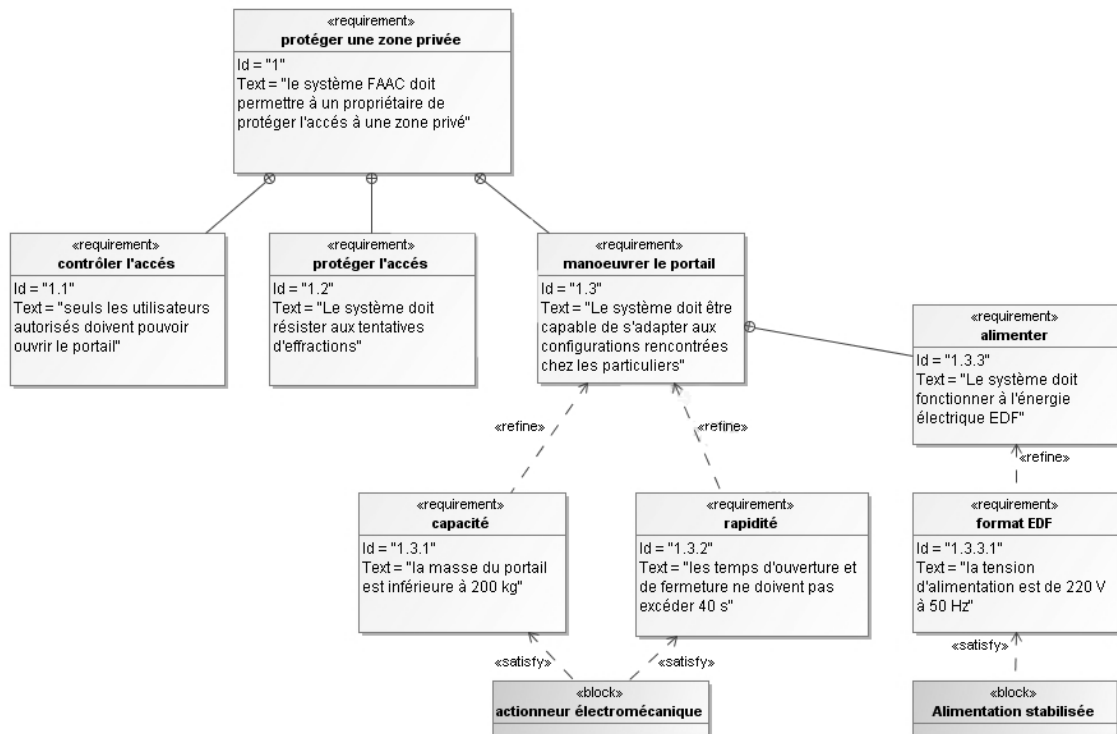 «requirement»
protéger une zone privée
Id = "1"
Text = "le système FAAC doit
permettre à un propriétaire de
protéger l'accés à une zone privé"
«requirement»
contrôler l'accés
Id = "1.1"
Text = "seuls les utilisateurs
autorisés doivent pouvoir
ouvrir le portail"
«requirement»
protéger l'accés
Id = "1.2"
Text = "Le système doit
résister aux tentatives
d'effractions"
«requirement»
manoeuvrer le portail
Id = "1.3"
Text = "Le système doit être
capable de s'adapter aux
configurations rencontrées
chez les particuliers"
«requirement»
alimenter
Id = "1.3.3"
Text = "Le système doit
fonctionner à l'énergie
électrique EDF"
«refine»
«refine»
«refine»
«requirement»
capacité
Id = "1.3.1"
Text = "la masse du portail
est inférieure à 200 kg"
«requirement»
rapidité
Id = "1.3.2"
Text = "les temps d'ouverture et
de fermeture ne doivent pas
excéder 40 s"
«requirement»
format EDF
Id = "1.3.3.1"
Text = "la tension
d'alimentation est de 220 V
à 50 Hz"
«satisfy»
«satisfy»
«satisfy»
«block»
actionneur électromécanique
«block»
Alimentation stabilisée